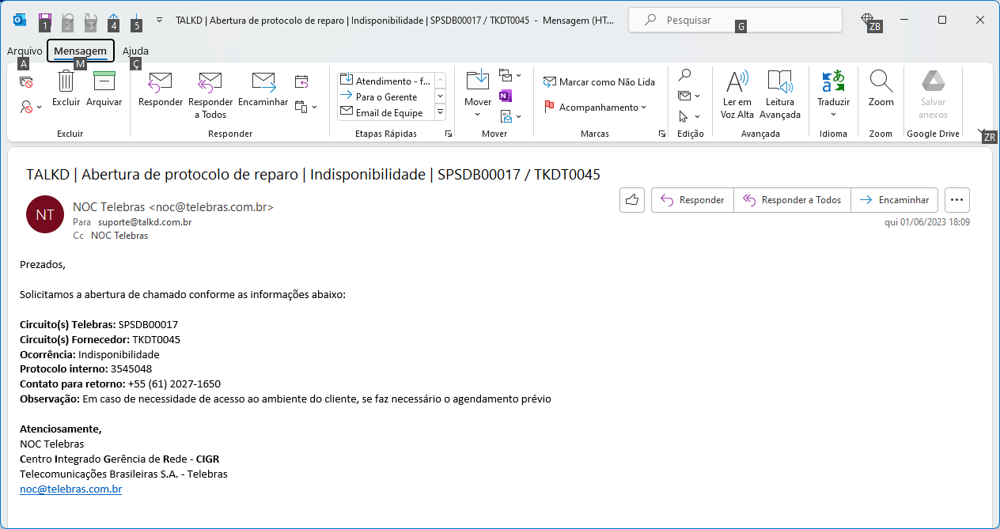 1 2 3 4 5
TALKD | Abertura de protocolo de reparo | Indisponibilidade | SPSDB00017 / TKDT0045 - Mensagem (HT...
Pesquisar
G
ZB
Arquivo Mensagem Ajuda
A M Ç
Excluir Arquivar
Responder Responder a Todos Encaminhar
Atendimento - f...
Para o Gerente
Email de Equipe
Mover
Marcar como Não Lida
Acompanhamento
Ler em Voz Alta
Leitura Avançada
Traduzir
Zoom
Salvar anexos
Excluir Responder Etapas Rápidas Mover Marcas Edição Avançada Idioma Zoom Google Drive
ZR
TALKD | Abertura de protocolo de reparo | Indisponibilidade | SPSDB00017 / TKDT0045
NT
NOC Telebras <noc@telebras.com.br>
Para suporte@talkd.com.br
Cc NOC Telebras
Responder Responder a Todos Encaminhar
qui 01/06/2023 18:09
Prezados,
Solicitamos a abertura de chamado conforme as informações abaixo:
Circuito(s) Telebras: SPSDB00017
Circuito(s) Fornecedor: TKDT0045
Ocorrência: Indisponibilidade
Protocolo interno: 3545048
Contato para retorno: +55 (61) 2027-1650
Observação: Em caso de necessidade de acesso ao ambiente do cliente, se faz necessário o agendamento prévio
Atenciosamente,
NOC Telebras
Centro Integrado Gerência de Rede - CIGR
Telecomunicações Brasileiras S.A. - Telebras
noc@telebras.com.br